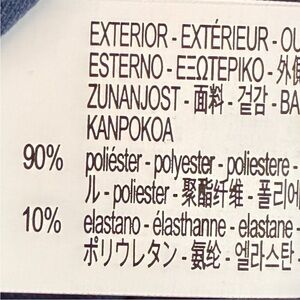 EXTERIOR - EXTÉRIEUR - OU
ESTERNO - ΕΞΩΤΕΡΙΚΟ - 外側
ZUNANJOST - 面料 - 겉감 - BA
KANPOKOA
90% poliéster - polyester - poliestere -
ル - poliester - 聚酯纤维 - 폴리에
10% elastano - élasthanne - elastane -
ポリウレタン - 氨纶 - 엘라스탄 -